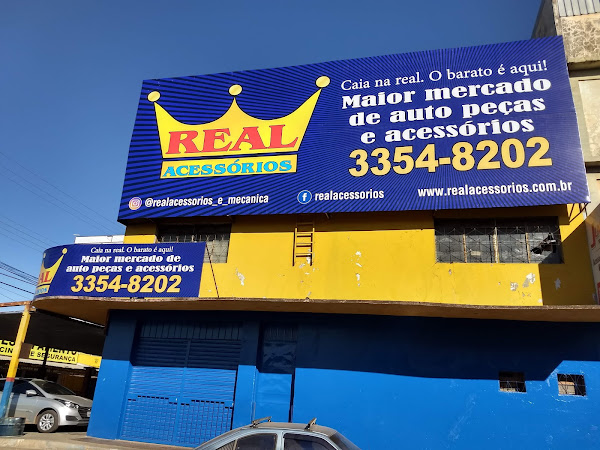 Caia na real. O barato é aqui!
Maior mercado
de auto peças
e acessórios
3354-8202
REAL
ACESSÓRIOS
@realacessorios_e_mecanica
realacessorios
www.realacessorios.com.br
Caia na real. O barato é aqui!
Maior mercado de
auto peças e acessórios
3354-8202
E SEGURANÇA